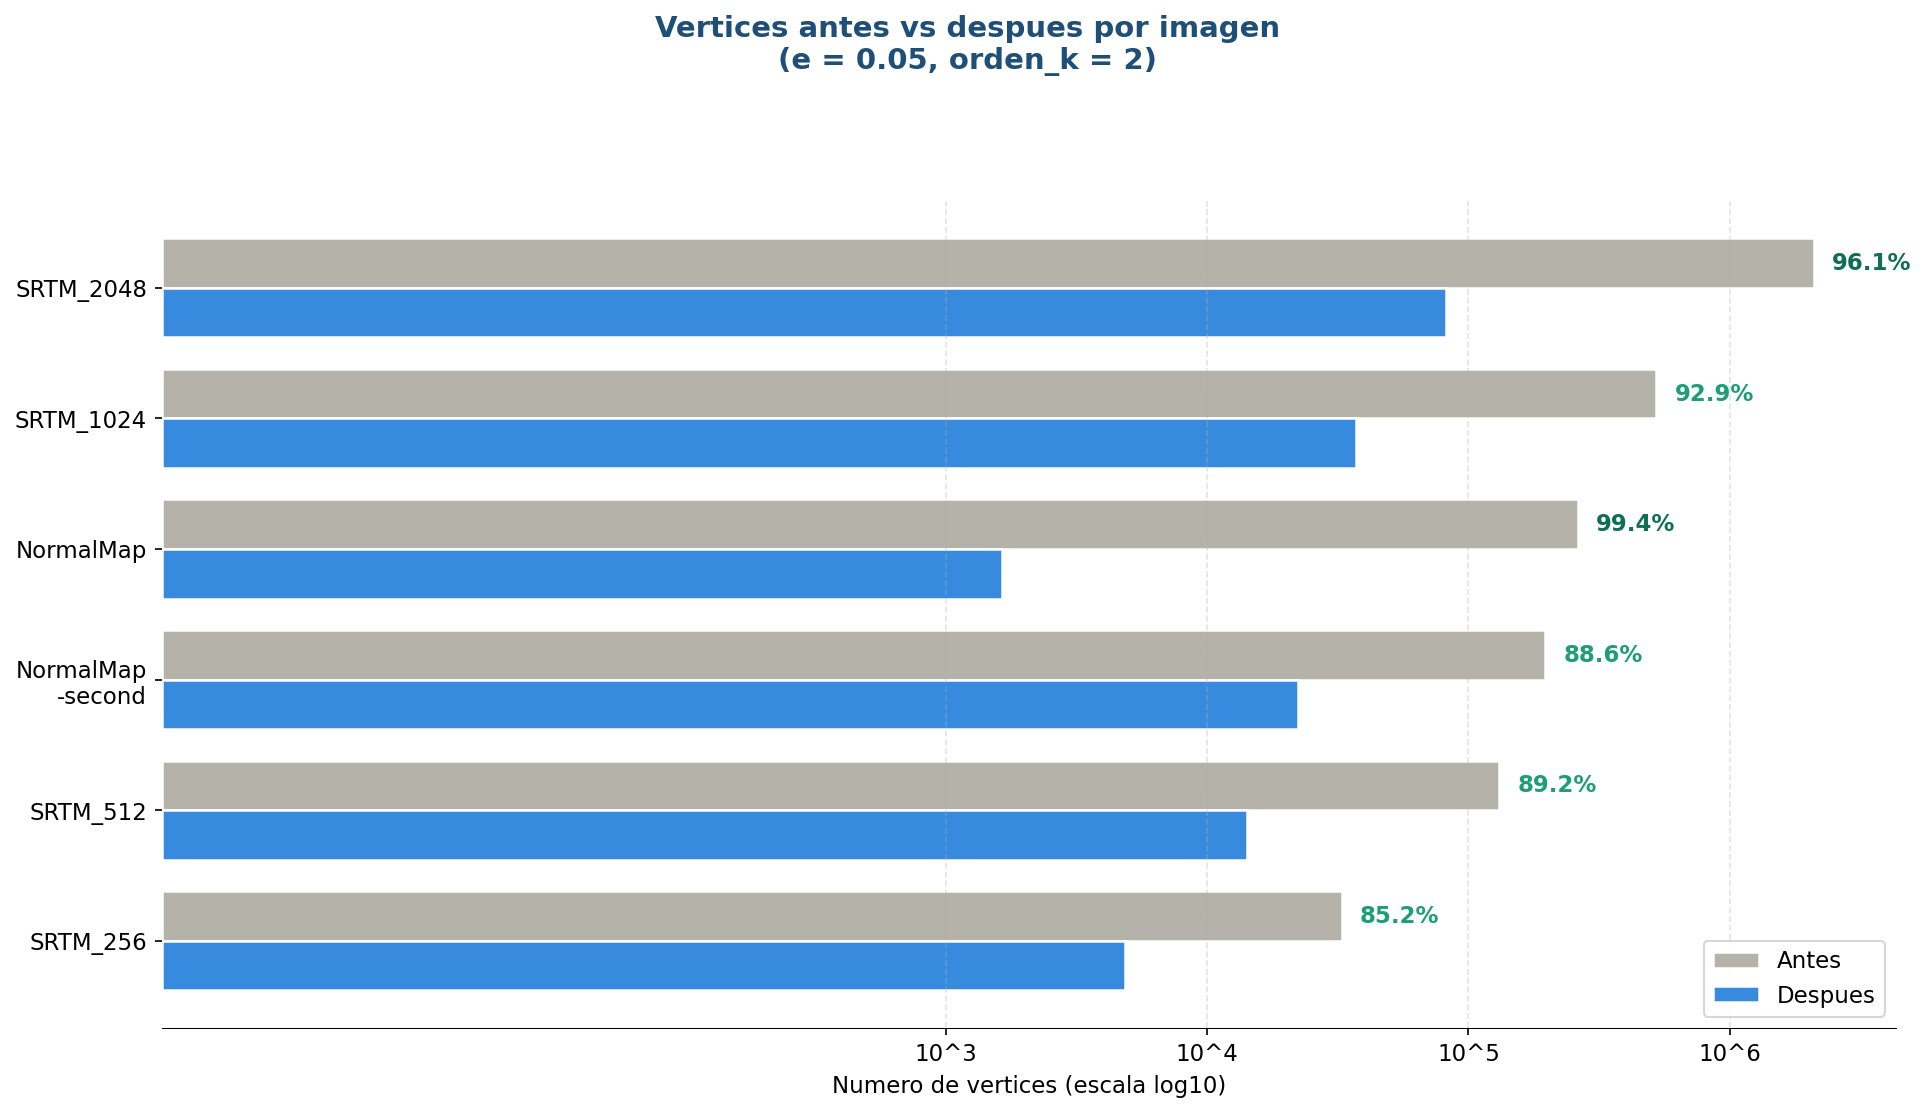 Vertices antes vs despues por imagen
(e = 0.05, orden_k = 2)
SRTM_2048
96.1%
SRTM_1024
92.9%
NormalMap
99.4%
NormalMap
-second
88.6%
SRTM_512
89.2%
SRTM_256
85.2%
Antes
Despues
10^3 10^4 10^5 10^6
Numero de vertices (escala log10)